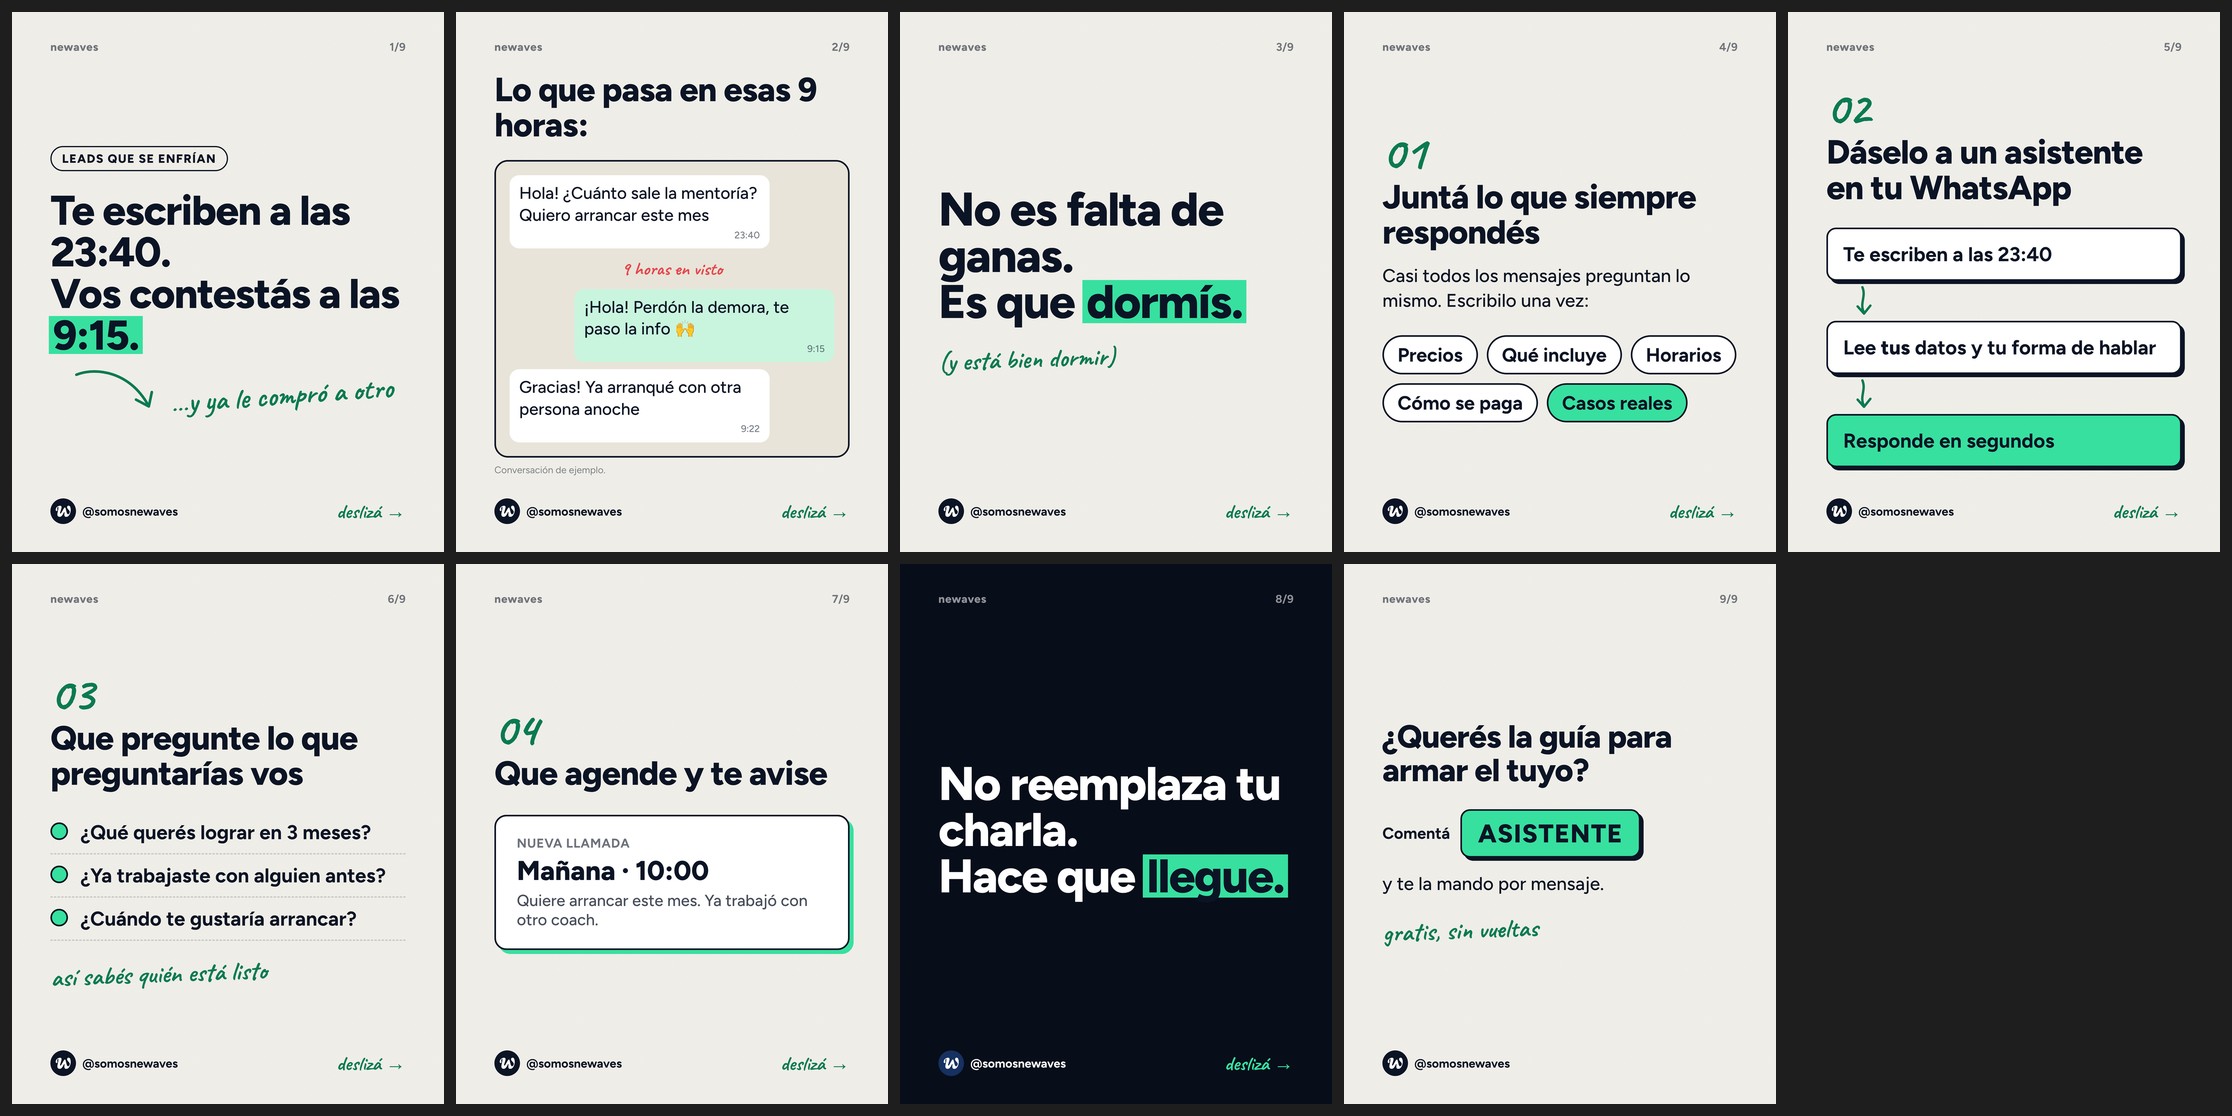 newaves
1/9
LEADS QUE SE ENFRÍAN
Te escriben a las
23:40.
Vos contestás a las
9:15.
...y ya le compró a otro
@somosnewaves
deslizá →
newaves
2/9
Lo que pasa en esas 9
horas:
Hola! ¿Cuánto sale la mentoría?
Quiero arrancar este mes
23:40
9 horas en visto
¡Hola! Perdón la demora, te
paso la info 🙌
9:15
Gracias! Ya arranqué con otra
persona anoche
9:22
Conversación de ejemplo.
@somosnewaves
deslizá →
newaves
3/9
No es falta de
ganas.
Es que dormís.
(y está bien dormir)
@somosnewaves
deslizá →
newaves
4/9
01
Juntá lo que siempre
respondés
Casi todos los mensajes preguntan lo
mismo. Escribilo una vez:
Precios
Qué incluye
Horarios
Cómo se paga
Casos reales
@somosnewaves
deslizá →
newaves
5/9
02
Dáselo a un asistente
en tu WhatsApp
Te escriben a las 23:40
Lee tus datos y tu forma de hablar
Responde en segundos
@somosnewaves
deslizá →
newaves
6/9
03
Que pregunte lo que
preguntarías vos
¿Qué querés lograr en 3 meses?
¿Ya trabajaste con alguien antes?
¿Cuándo te gustaría arrancar?
así sabés quién está listo
@somosnewaves
deslizá →
newaves
7/9
04
Que agende y te avise
NUEVA LLAMADA
Mañana · 10:00
Quiere arrancar este mes. Ya trabajó con
otro coach.
@somosnewaves
deslizá →
newaves
8/9
No reemplaza tu
charla.
Hace que llegue.
@somosnewaves
deslizá →
newaves
9/9
¿Querés la guía para
armar el tuyo?
Comentá ASISTENTE
y te la mando por mensaje.
gratis, sin vueltas
@somosnewaves